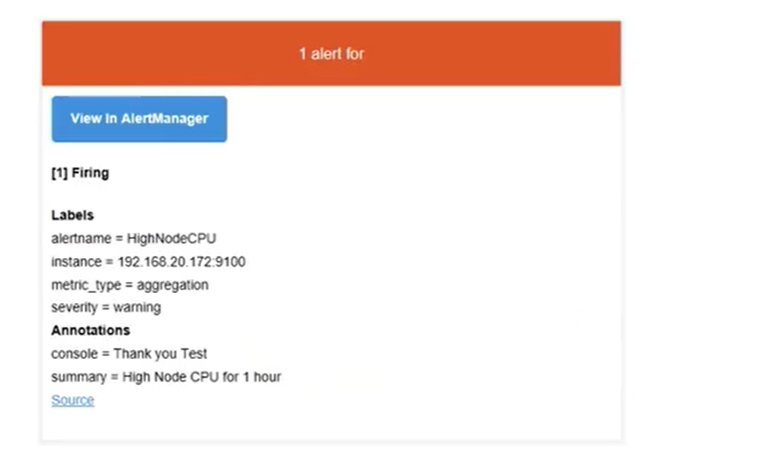 1 alert for
View In AlertManager
[1] Firing
Labels
alertname = HighNodeCPU
instance = 192.168.20.172:9100
metric_type = aggregation
severity = warning
Annotations
console = Thank you Test
summary = High Node CPU for 1 hour
Source